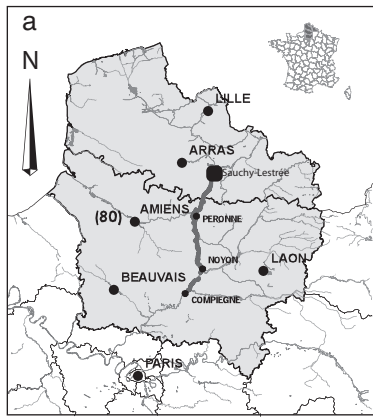 a
N
LILLE
ARRAS
Sauchy-Lestrée
(80)
AMIENS
PERONNE
NOYON
LAON
BEAUVAIS
COMPIEGNE
PARIS